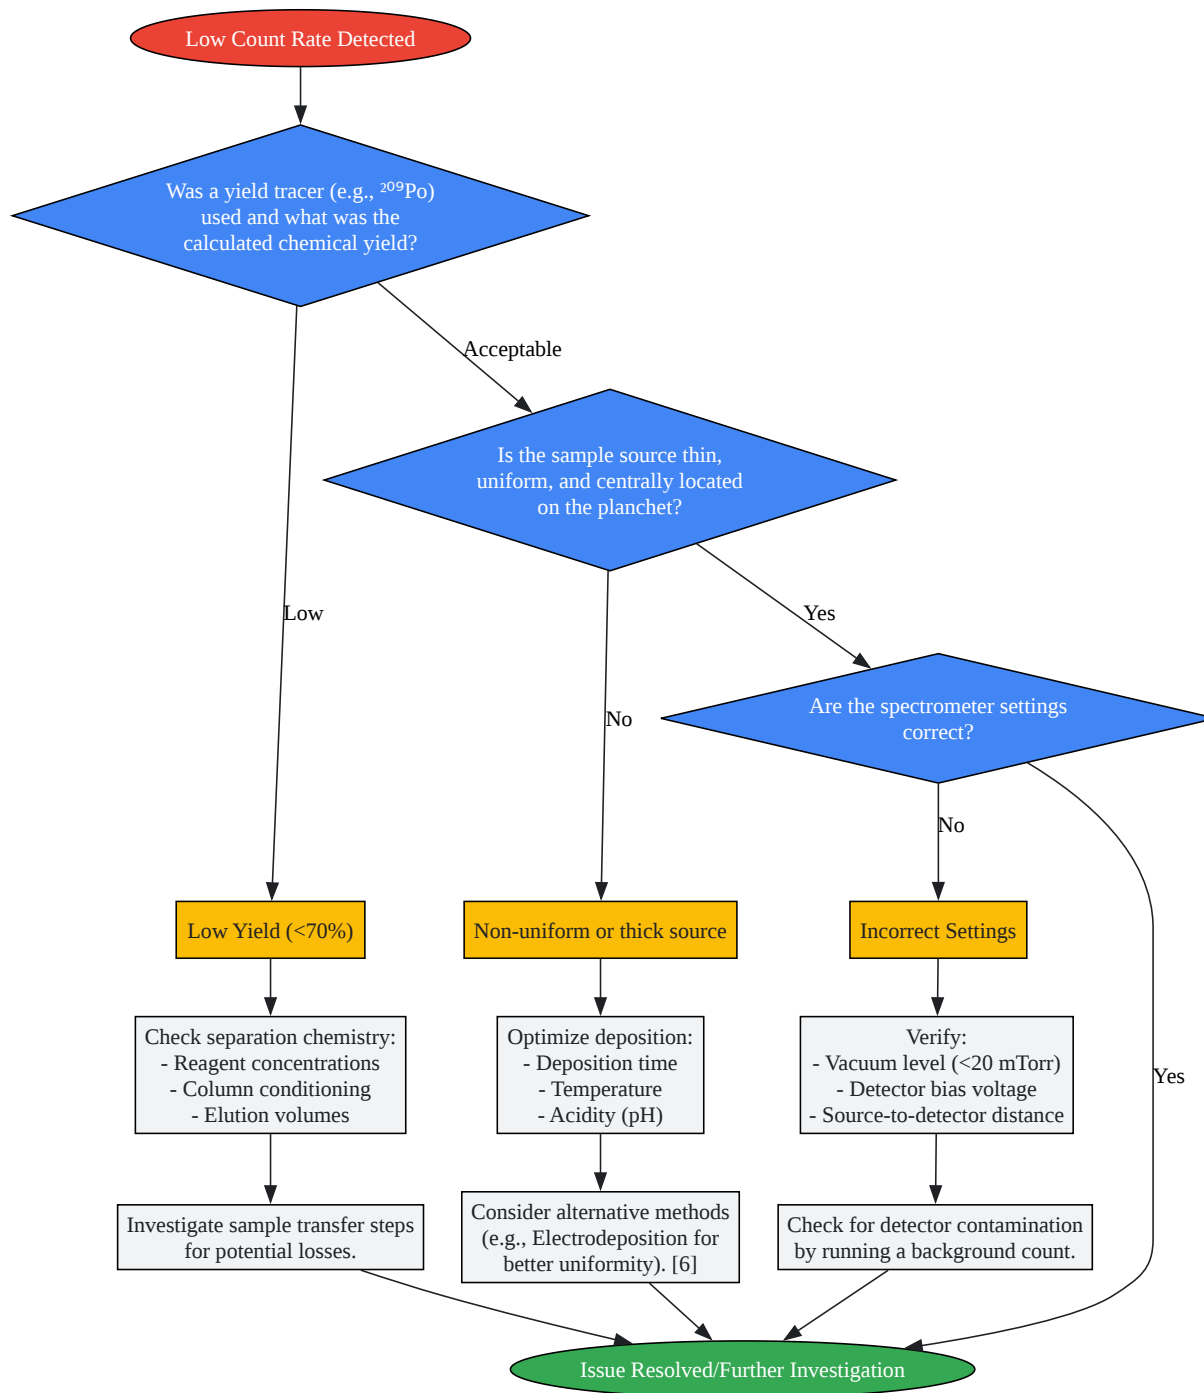 Low Count Rate Detected
Was a yield tracer (e.g., ²⁰⁹Po)
used and what was the
calculated chemical yield?
Acceptable
Is the sample source thin,
uniform, and centrally located
on the planchet?
Low
Yes
Are the spectrometer settings
correct?
No
No
Low Yield (<70%)
Non-uniform or thick source
Incorrect Settings
Check separation chemistry:
- Reagent concentrations
- Column conditioning
- Elution volumes
Optimize deposition:
- Deposition time
- Temperature
- Acidity (pH)
Verify:
- Vacuum level (<20 mTorr)
- Detector bias voltage
- Source-to-detector distance
Yes
Investigate sample transfer steps
for potential losses.
Consider alternative methods
(e.g., Electrodeposition for
better uniformity). [6]
Check for detector contamination
by running a background count.
Issue Resolved/Further Investigation